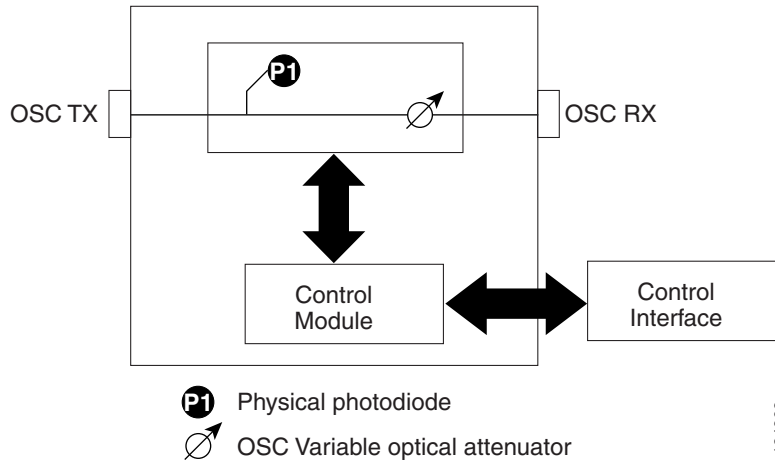 P1
OSC TX
OSC RX
Control
Module
Control
Interface
P1 Physical photodiode
OSC Variable optical attenuator